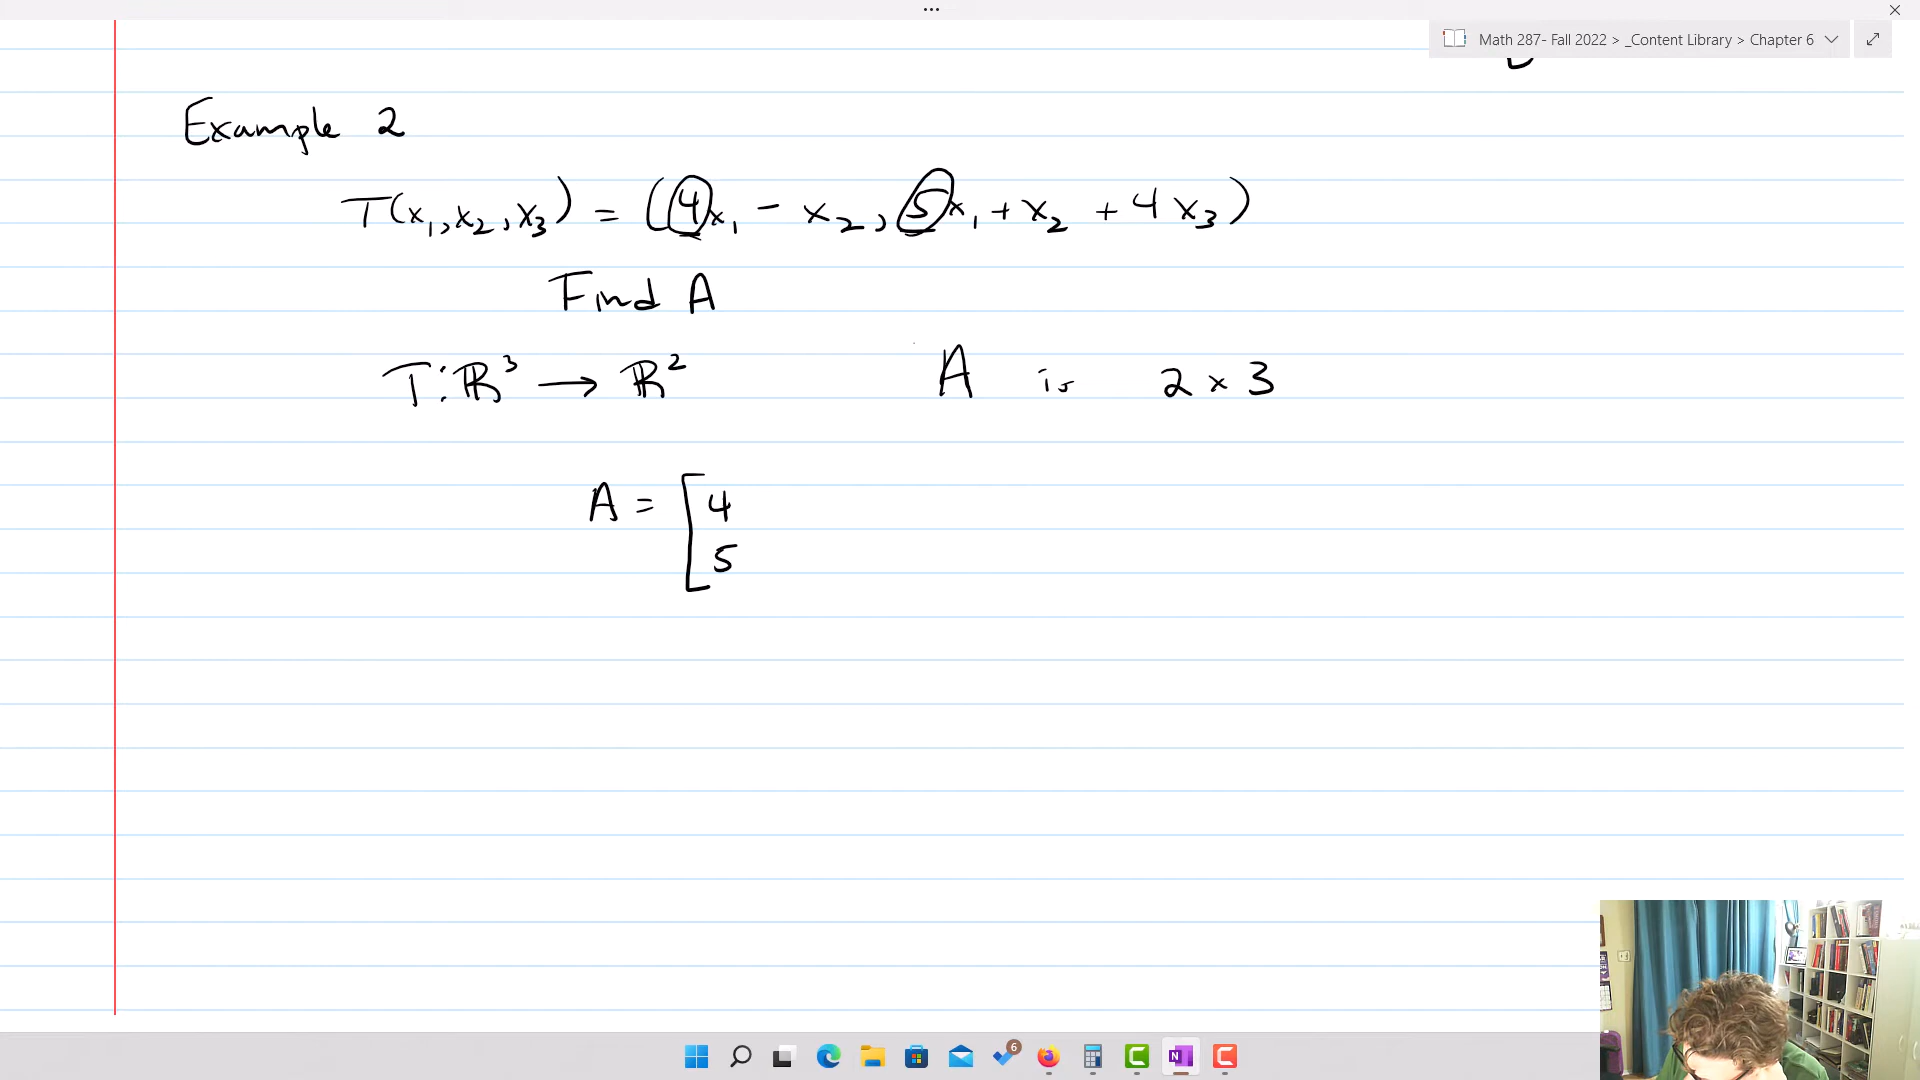 ...
Math 287- Fall 2022 > _Content Library > Chapter 6
Example 2
T(x₁, x₂, x₃) = (4x₁ − x₂, 5x₁ + x₂ + 4x₃)
Find A
T: ℝ³ → ℝ² A is 2 × 3
A = [4
5
6